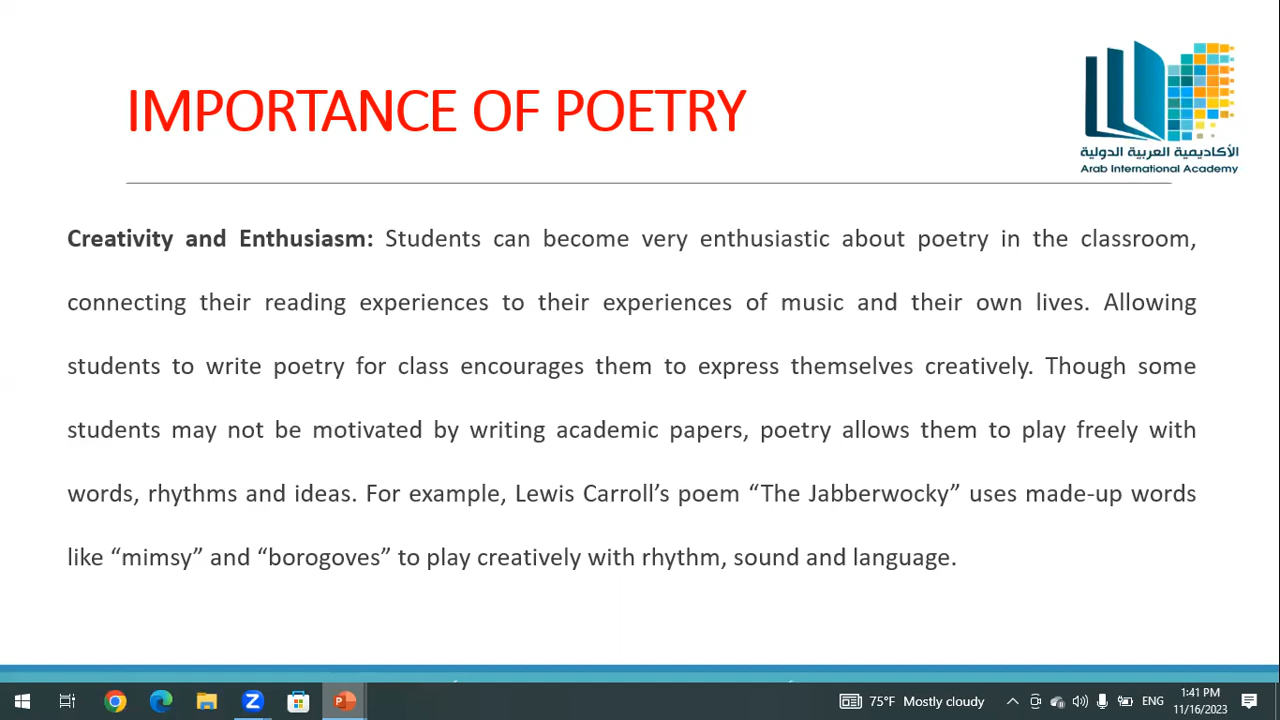 IMPORTANCE OF POETRY
الأكاديمية العربية الدولية
Arab International Academy
Creativity and Enthusiasm: Students can become very enthusiastic about poetry in the classroom,
connecting their reading experiences to their experiences of music and their own lives. Allowing
students to write poetry for class encourages them to express themselves creatively. Though some
students may not be motivated by writing academic papers, poetry allows them to play freely with
words, rhythms and ideas. For example, Lewis Carroll’s poem “The Jabberwocky” uses made-up words
like “mimsy” and “borogoves” to play creatively with rhythm, sound and language.
75°F Mostly cloudy
ENG
1:41 PM
11/16/2023